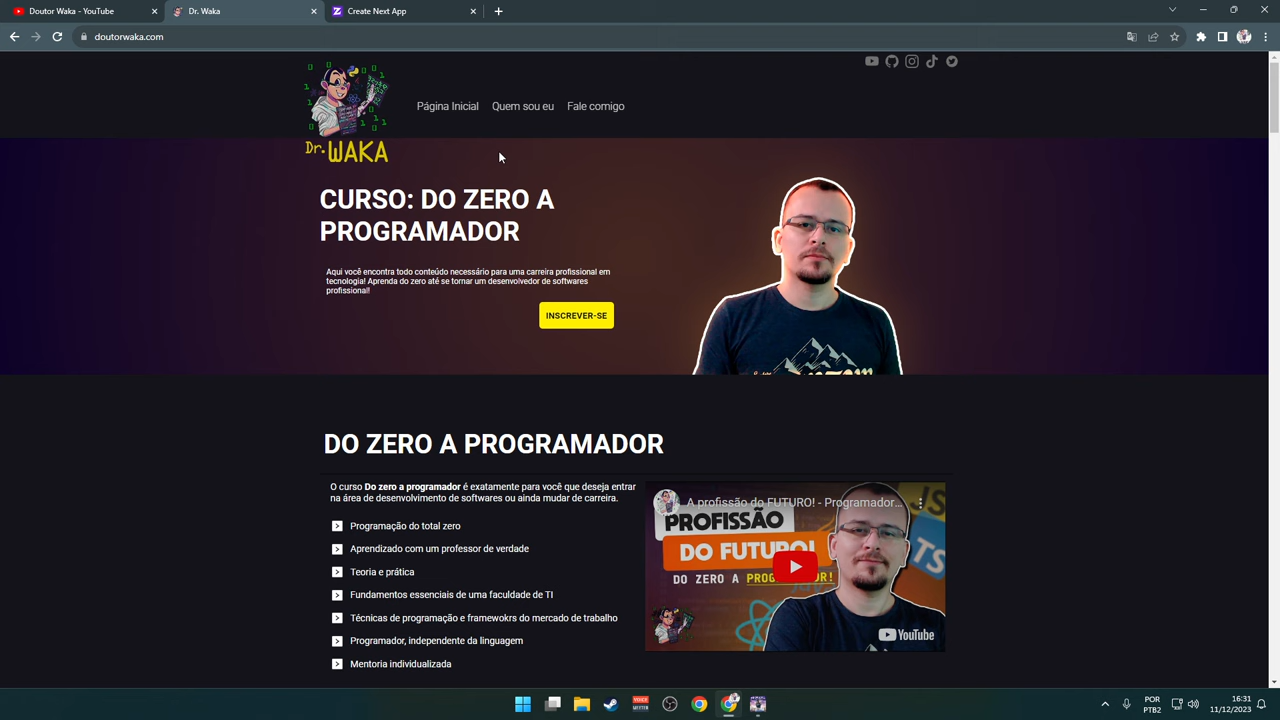 Doutor Waka - YouTube
Dr. Waka
Create Next App
doutorwaka.com
Dr. WAKA
Página Inicial
Quem sou eu
Fale comigo
CURSO: DO ZERO A
PROGRAMADOR
Aqui você encontra todo conteúdo necessário para uma carreira profissional em
tecnologia! Aprenda do zero até se tornar um desenvolvedor de softwares
profissional!
INSCREVER-SE
DO ZERO A PROGRAMADOR
O curso Do zero a programador é exatamente para você que deseja entrar
na área de desenvolvimento de softwares ou ainda mudar de carreira.
Programação do total zero
Aprendizado com um professor de verdade
Teoria e prática
Fundamentos essenciais de uma faculdade de TI
Técnicas de programação e framewokrs do mercado de trabalho
Programador, independente da linguagem
Mentoria individualizada
A profissão do FUTURO! - Programador...
PROFISSÃO
DO FUTURO!
DO ZERO A PROGRAMADOR!
JS
TS
YouTube
POR
PTB2
16:31
11/12/2023